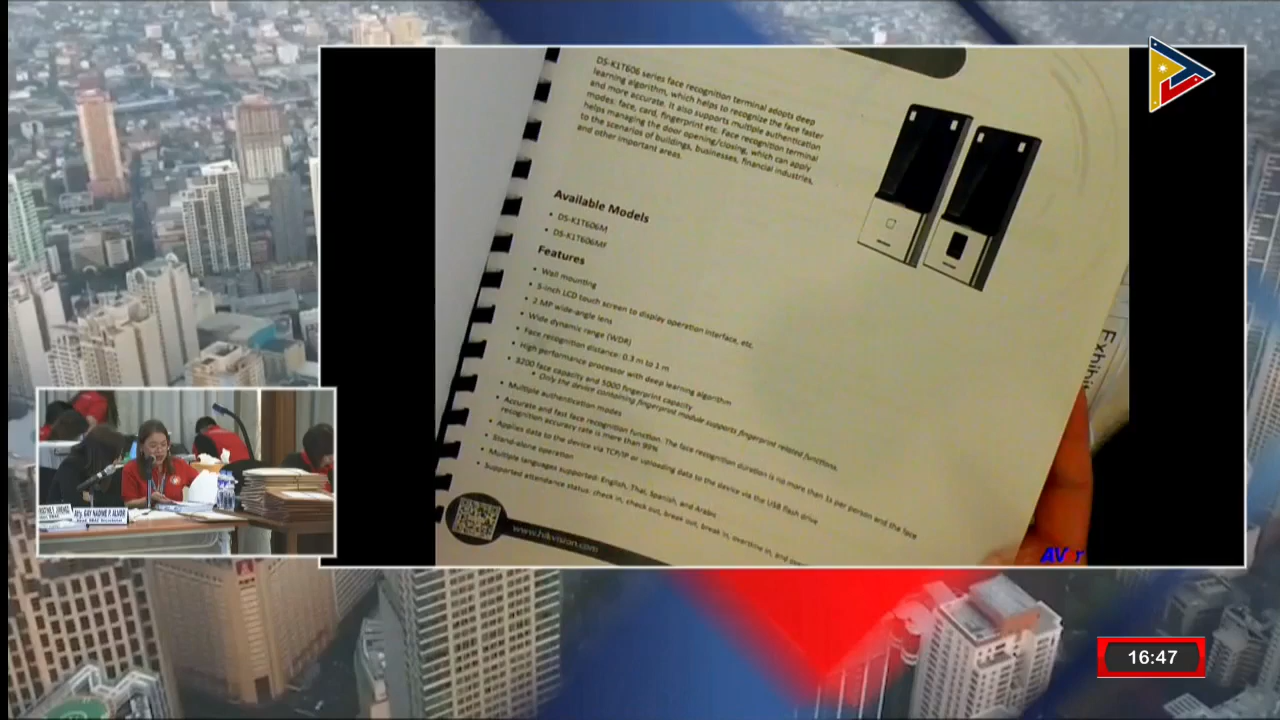 DS-K1T606 series face recognition terminal adopts deep
learning algorithm, which helps to recognize the face faster
and more accurate. It also supports multiple authentication
modes: face, card, fingerprint etc. Face recognition terminal
helps managing the door opening/closing, which can apply
to the scenarios of buildings, businesses, financial industries,
and other important areas.
Available Models
• DS-K1T606M
• DS-K1T606MF
Features
• Wall mounting
• 5-inch LCD touch screen to display operation interface, etc.
• 2 MP wide-angle lens
• Wide dynamic range (WDR)
• Face recognition distance: 0.3 m to 1 m
• High performance processor with deep learning algorithm
• 3200 face capacity and 5000 fingerprint capacity
• Only the device containing fingerprint module supports fingerprint related functions.
• Multiple authentication modes
• Accurate and fast face recognition function. The face recognition duration is no more than 1s per person and the face
recognition accuracy rate is more than 99%
• Applies data to the device via TCP/IP or uploading data to the device via the USB flash drive
• Stand-alone operation
• Multiple languages supported: English, Thai, Spanish, and Arabic
• Supported attendance status: check in, check out, break out, break in, overtime in, and
www.hikvision.com
Exhibit
Atty. GAY NADINE P. ALVOR
16:47